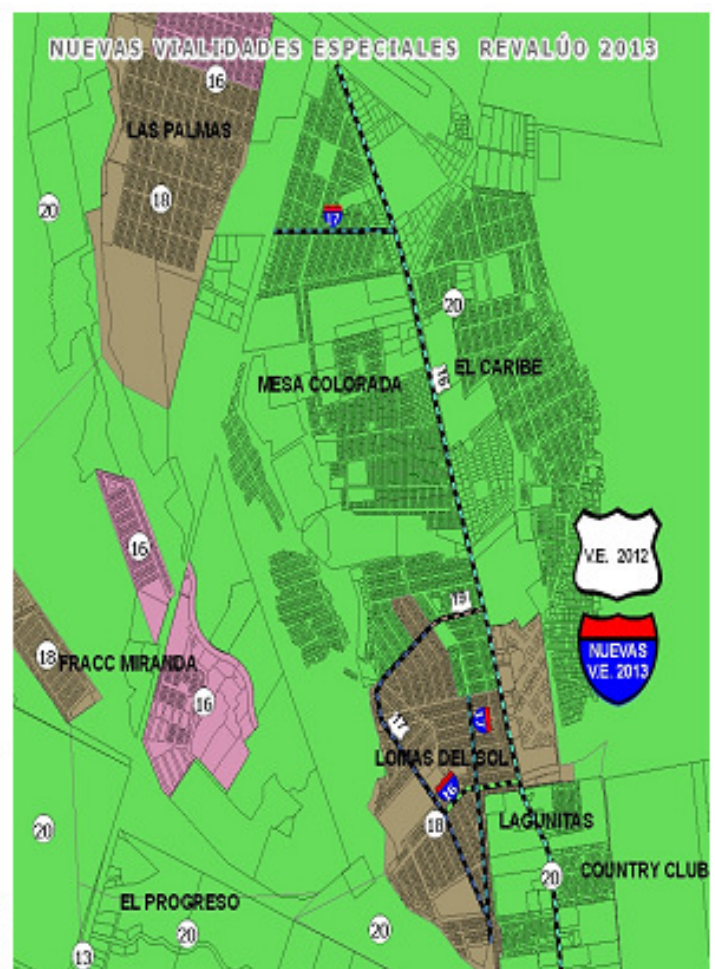 NUEVAS VIALIDADES ESPECIALES REVALÚO 2013
16
LAS PALMAS
18
20
17
20
16
EL CARIBE
MESA COLORADA
V.E. 2012
16
NUEVAS
V.E. 2013
18
FRACC MIRANDA
16
17
17
LOMAS DEL SOL
16
18
LAGUNITAS
20
COUNTRY CLUB
20
EL PROGRESO
20
20
13